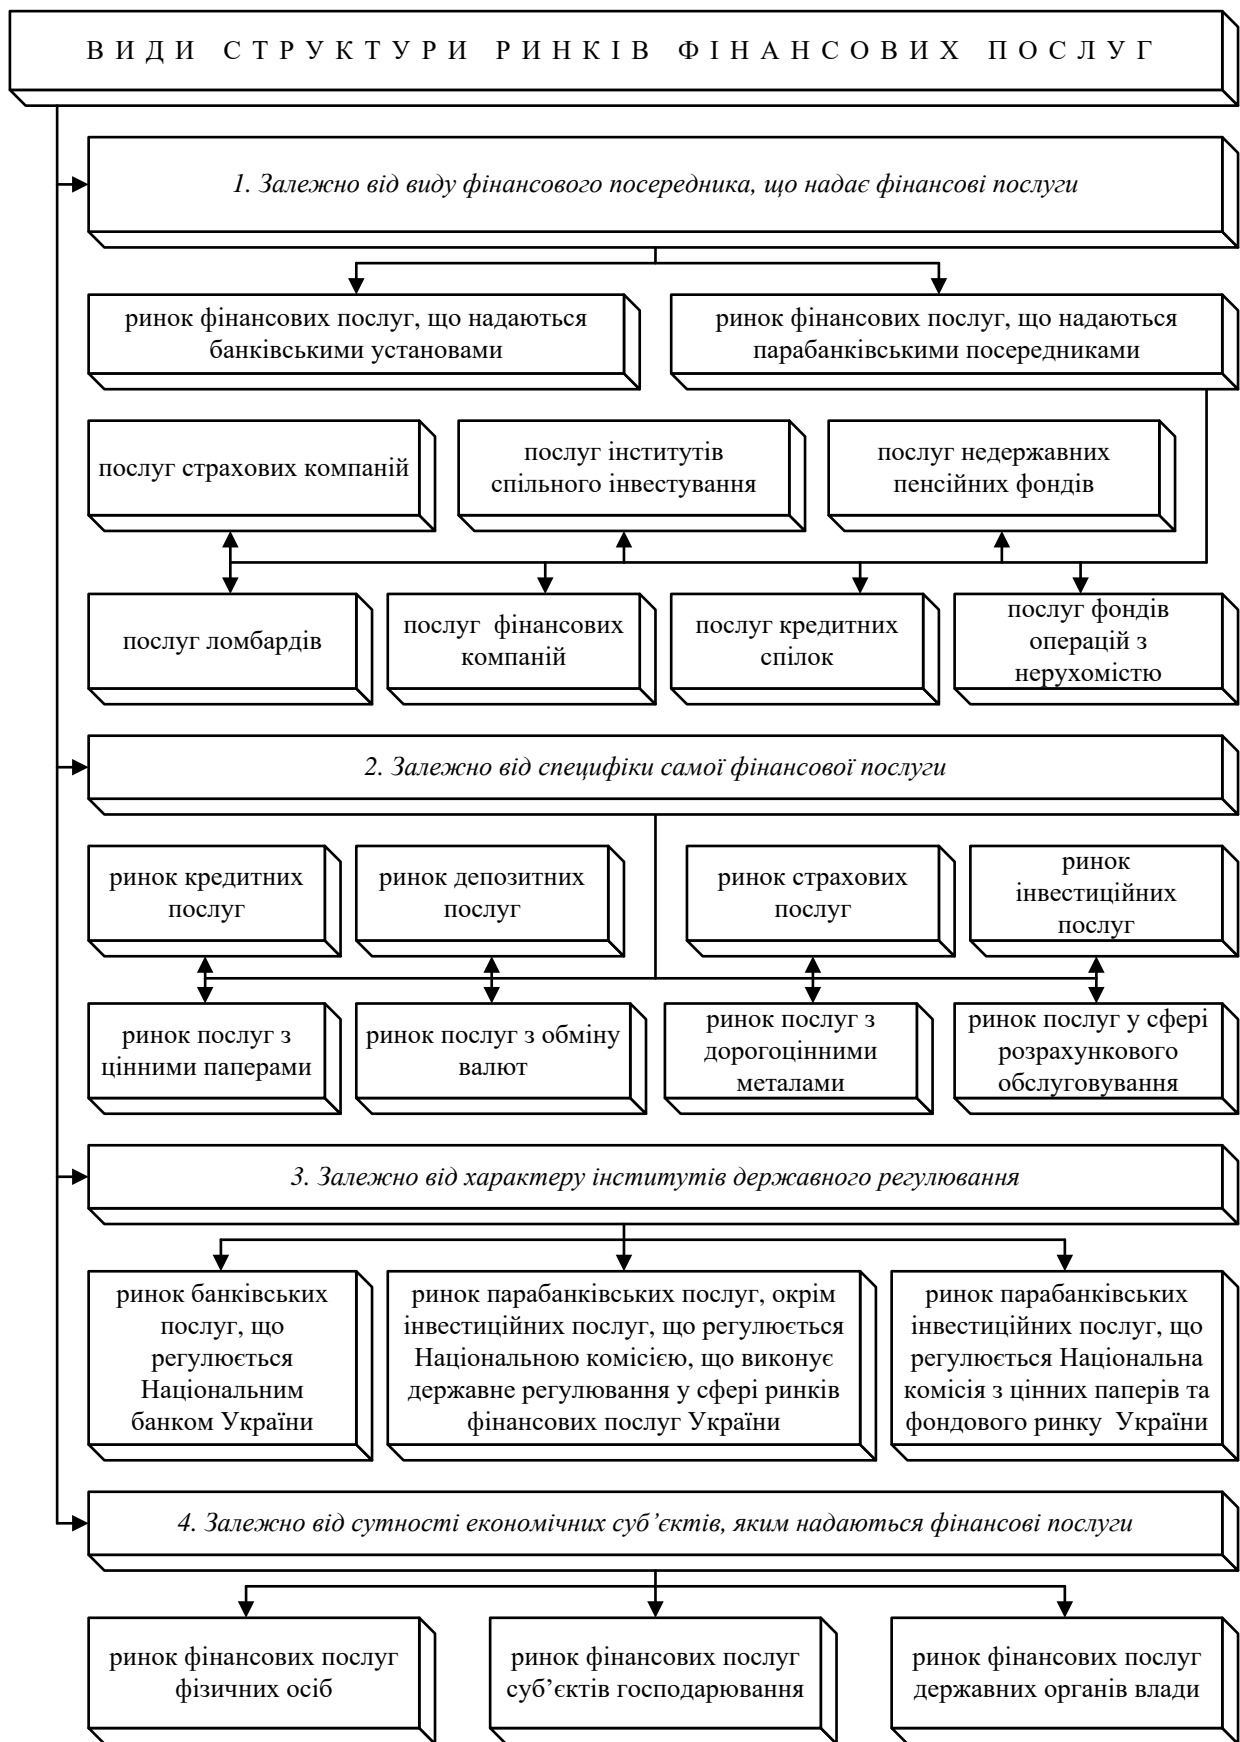 ВИДИ СТРУКТУРИ РИНКІВ ФІНАНСОВИХ ПОСЛУГ
1. Залежно від виду фінансового посередника, що надає фінансові послуги
ринок фінансових послуг, що надаються
банківськими установами
ринок фінансових послуг, що надаються
парабанківськими посередниками
послуг страхових компаній
послуг інститутів
спільного інвестування
послуг недержавних
пенсійних фондів
послуг ломбардів
послуг фінансових
компаній
послуг кредитних
спілок
послуг фондів
операцій з
нерухомістю
2. Залежно від специфіки самої фінансової послуги
ринок кредитних
послуг
ринок депозитних
послуг
ринок страхових
послуг
ринок
інвестиційних
послуг
ринок послуг з
цінними паперами
ринок послуг з обміну
валют
ринок послуг з
дорогоцінними
металами
ринок послуг у сфері
розрахункового
обслуговування
3. Залежно від характеру інститутів державного регулювання
ринок банківських
послуг, що
регулюється
Національним
банком України
ринок парабанківських послуг, окрім
інвестиційних послуг, що регулюється
Національною комісією, що виконує
державне регулювання у сфері ринків
фінансових послуг України
ринок парабанківських
інвестиційних послуг, що
регулюється Національна
комісія з цінних паперів та
фондового ринку України
4. Залежно від сутності економічних суб’єктів, яким надаються фінансові послуги
ринок фінансових послуг
фізичних осіб
ринок фінансових послуг
суб’єктів господарювання
ринок фінансових послуг
державних органів влади